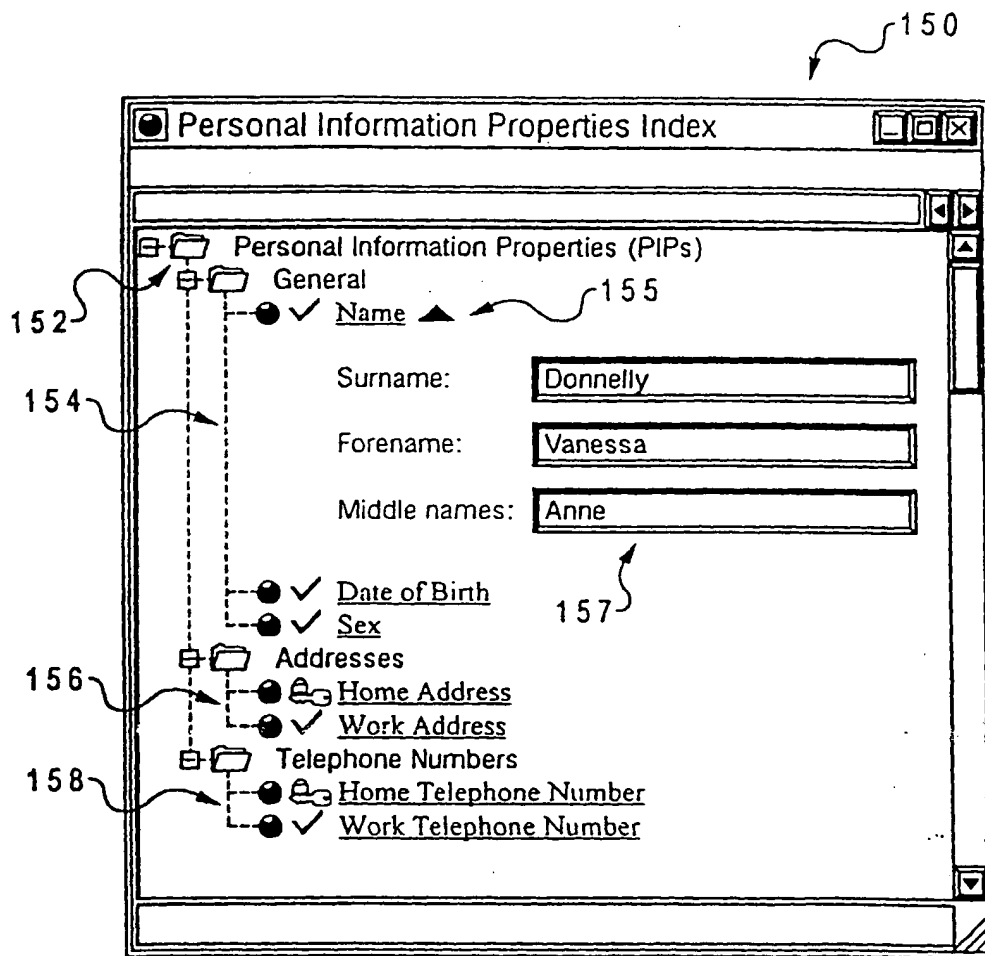 150
Personal Information Properties Index
Personal Information Properties (PIPs)
General
152
Name 155
Surname: Donnelly
154
Forename: Vanessa
Middle names: Anne
157
Date of Birth
Sex
Addresses
156
Home Address
Work Address
Telephone Numbers
158
Home Telephone Number
Work Telephone Number